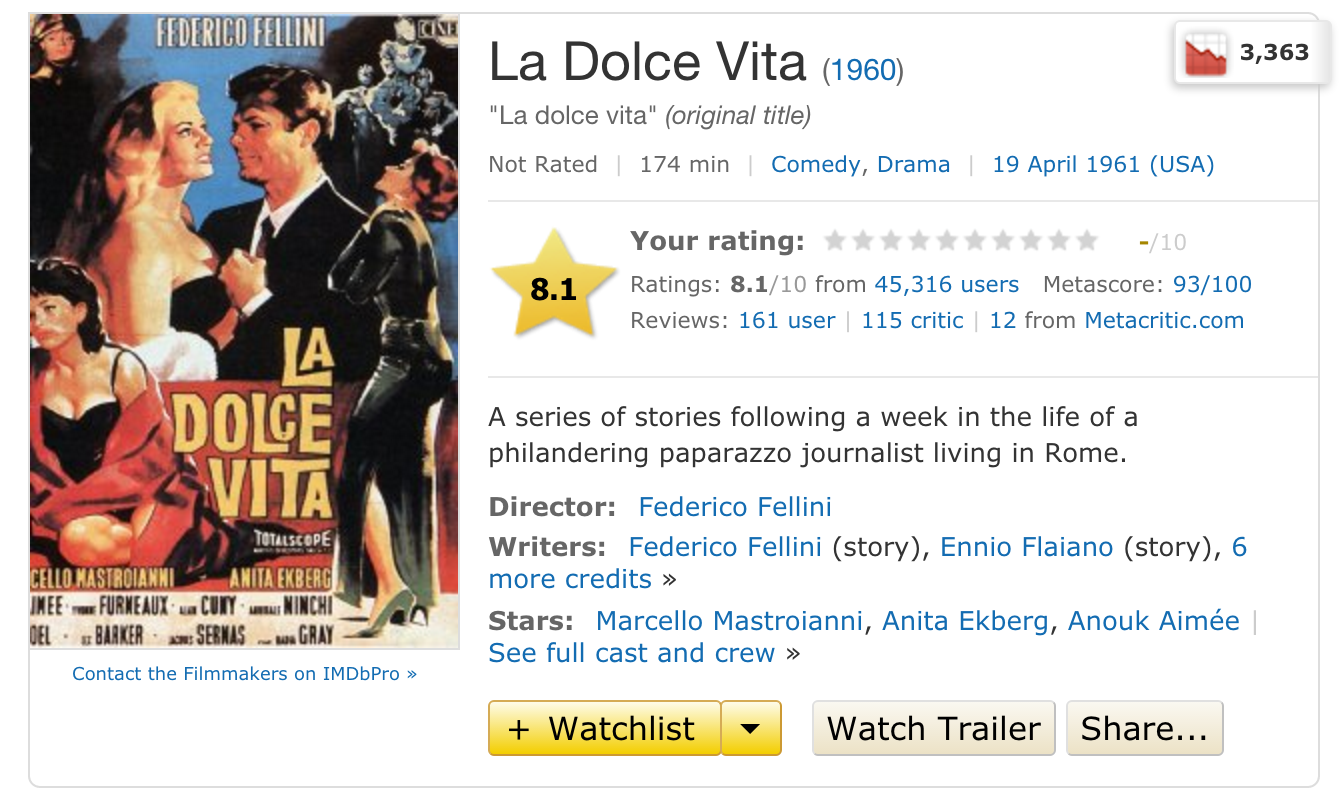 FEDERICO FELLINI
LA
DOLCE
VITA
TOTALSCOPE
CELLO MASTROIANNI ANITA EKBERG
IMEE · FURNEAUX · ALAIN CUNY · ANNIBALE NINCHI
· LEX BARKER · JACQUES SERNAS NADIA GRAY
Contact the Filmmakers on IMDbPro »
La Dolce Vita (1960)
3,363
"La dolce vita" (original title)
Not Rated | 174 min | Comedy, Drama | 19 April 1961 (USA)
Your rating: -/10
8.1
Ratings: 8.1/10 from 45,316 users Metascore: 93/100
Reviews: 161 user | 115 critic | 12 from Metacritic.com
A series of stories following a week in the life of a
philandering paparazzo journalist living in Rome.
Director: Federico Fellini
Writers: Federico Fellini (story), Ennio Flaiano (story), 6
more credits »
Stars: Marcello Mastroianni, Anita Ekberg, Anouk Aimée |
See full cast and crew »
+ Watchlist
Watch Trailer
Share...